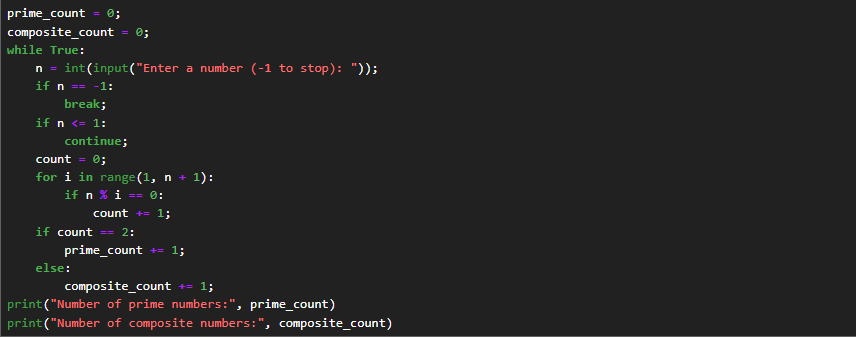 prime_count = 0;
composite_count = 0;
while True:
    n = int(input("Enter a number (-1 to stop): "));
    if n == -1:
        break;
    if n <= 1:
        continue;
    count = 0;
    for i in range(1, n + 1):
        if n % i == 0:
            count += 1;
    if count == 2:
        prime_count += 1;
    else:
        composite_count += 1;
print("Number of prime numbers:", prime_count)
print("Number of composite numbers:", composite_count)